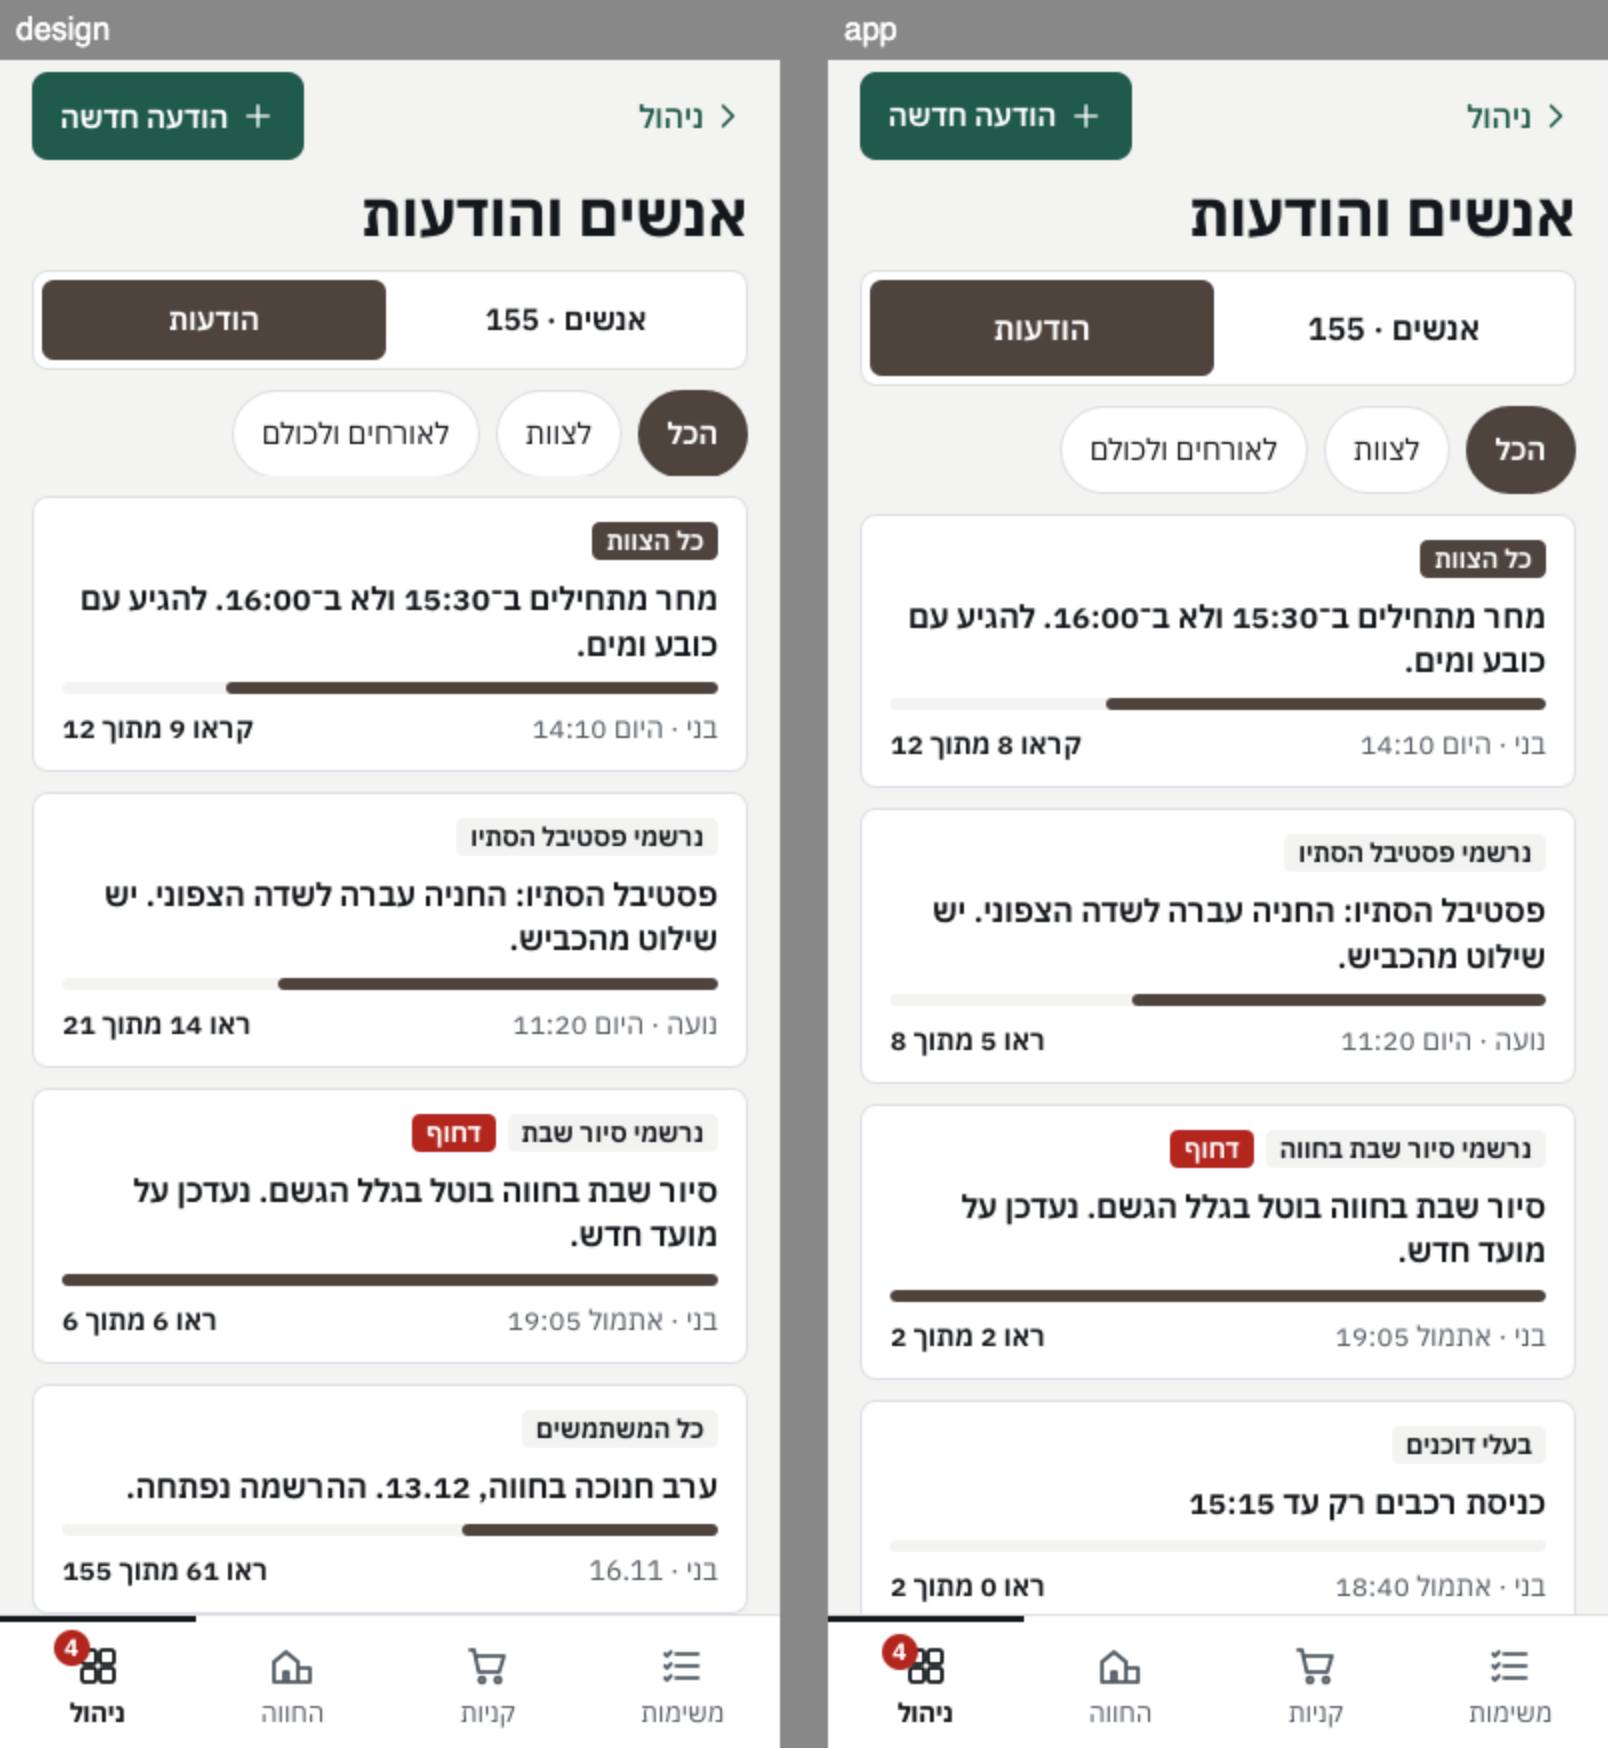 design
ניהול
+ הודעה חדשה
אנשים והודעות
אנשים · 155
הודעות
הכל
לצוות
לאורחים ולכולם
כל הצוות
מחר מתחילים ב־15:30 ולא ב־16:00. להגיע עם
כובע ומים.
בני · היום 14:10
קראו 9 מתוך 12
נרשמי פסטיבל הסתיו
פסטיבל הסתיו: החניה עברה לשדה הצפוני. יש
שילוט מהכביש.
נועה · היום 11:20
ראו 14 מתוך 21
נרשמי סיור שבת
דחוף
סיור שבת בחווה בוטל בגלל הגשם. נעדכן על
מועד חדש.
בני · אתמול 19:05
ראו 6 מתוך 6
כל המשתמשים
ערב חנוכה בחווה, 13.12. ההרשמה נפתחה.
בני · 16.11
ראו 61 מתוך 155
משימות
קניות
החווה
4
ניהול
app
ניהול
+ הודעה חדשה
אנשים והודעות
אנשים · 155
הודעות
הכל
לצוות
לאורחים ולכולם
כל הצוות
מחר מתחילים ב־15:30 ולא ב־16:00. להגיע עם
כובע ומים.
בני · היום 14:10
קראו 8 מתוך 12
נרשמי פסטיבל הסתיו
פסטיבל הסתיו: החניה עברה לשדה הצפוני. יש
שילוט מהכביש.
נועה · היום 11:20
ראו 5 מתוך 8
נרשמי סיור שבת בחווה
דחוף
סיור שבת בחווה בוטל בגלל הגשם. נעדכן על
מועד חדש.
בני · אתמול 19:05
ראו 2 מתוך 2
בעלי דוכנים
כניסת רכבים רק עד 15:15
בני · אתמול 18:40
ראו 0 מתוך 2
משימות
קניות
החווה
4
ניהול